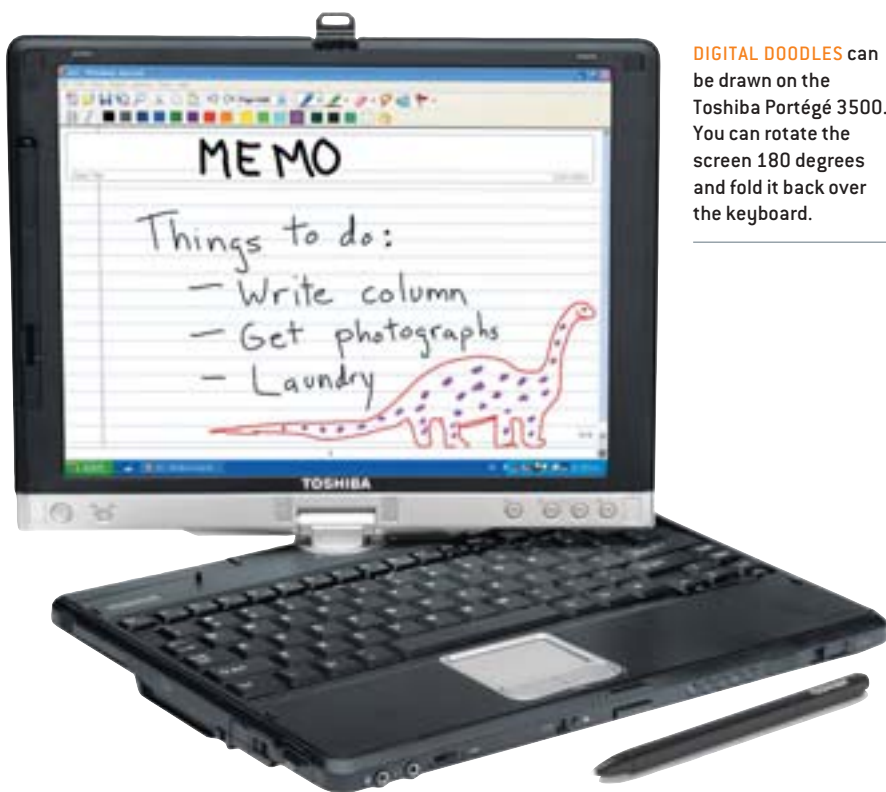 MEMO
Things to do:
— Write column
— Get photographs
— Laundry
TOSHIBA
DIGITAL DOODLES can
be drawn on the
Toshiba Portégé 3500.
You can rotate the
screen 180 degrees
and fold it back over
the keyboard.